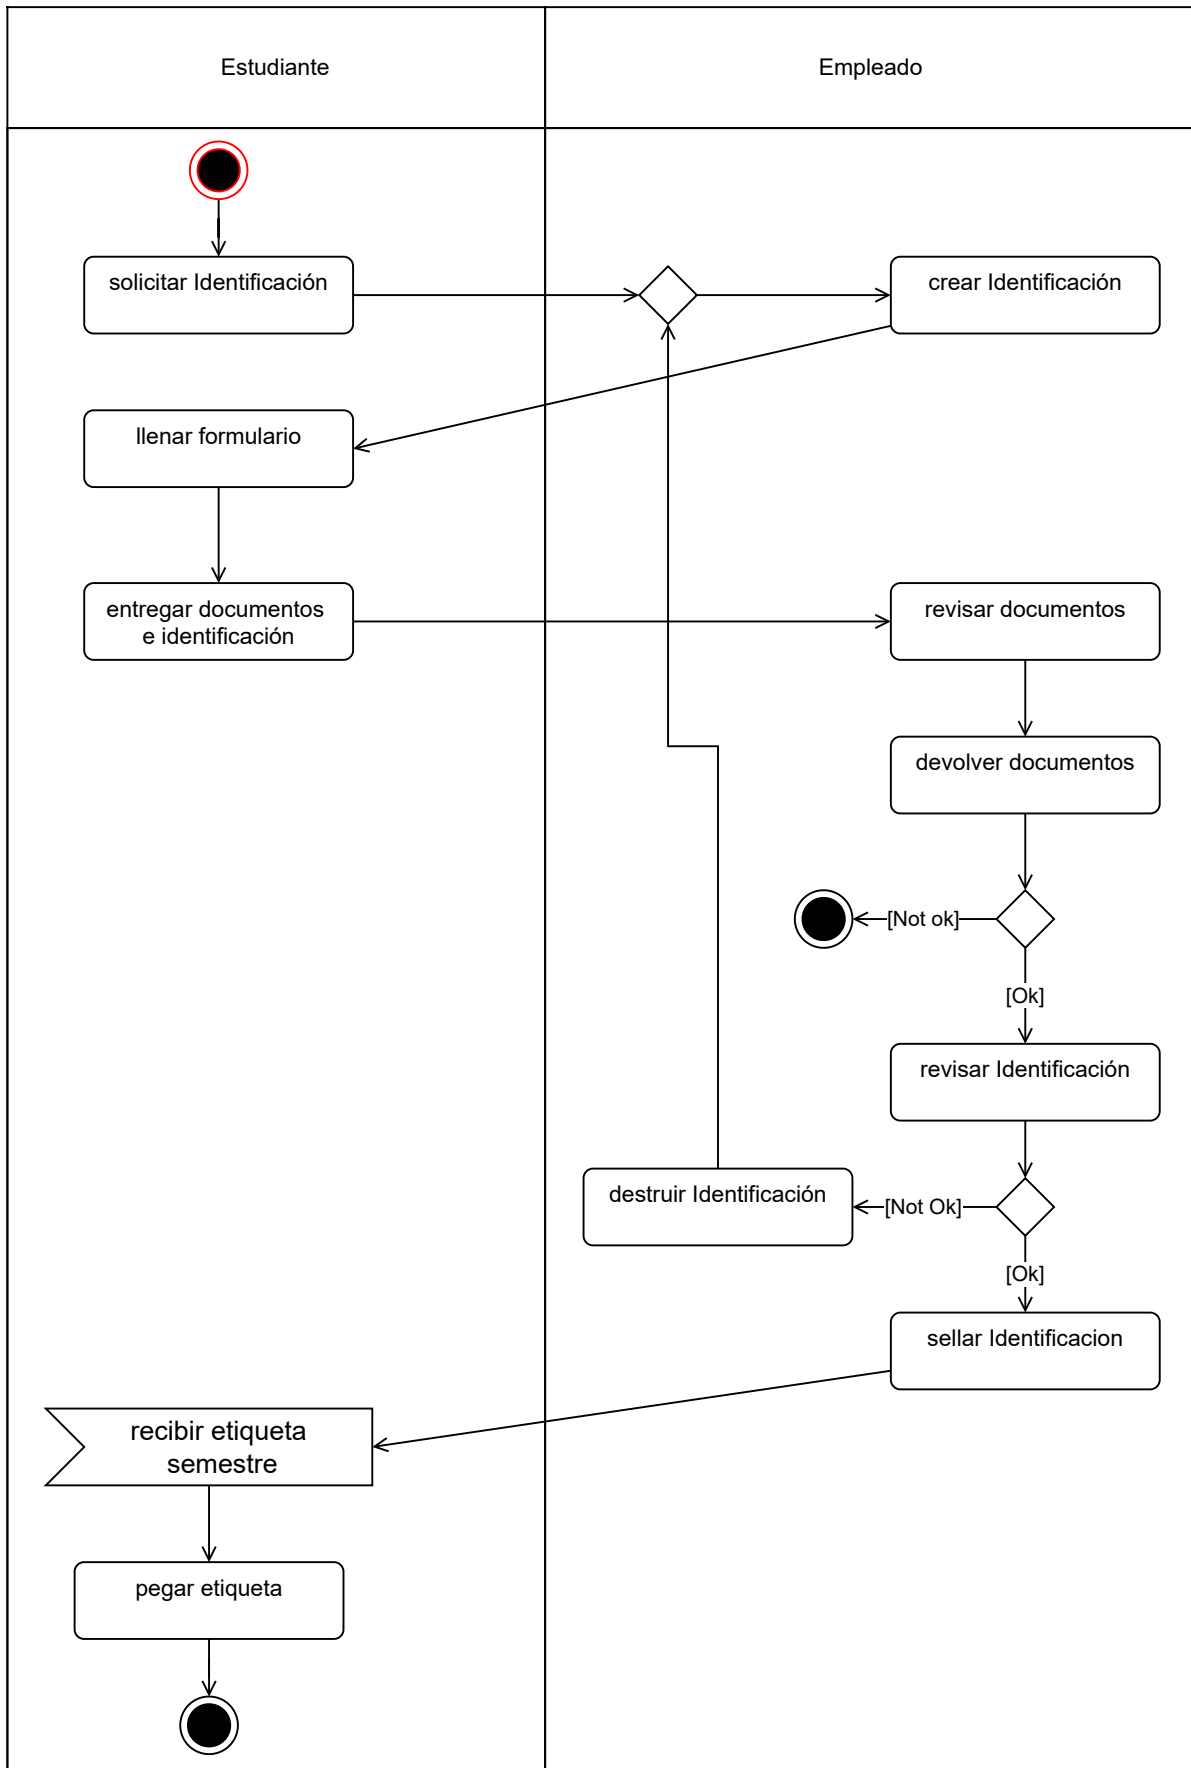 Estudiante
Empleado
solicitar Identificación
crear Identificación
llenar formulario
entregar documentos
e identificación
revisar documentos
devolver documentos
[Not ok]
[Ok]
revisar Identificación
destruir Identificación
[Not Ok]
[Ok]
sellar Identificacion
recibir etiqueta
semestre
pegar etiqueta